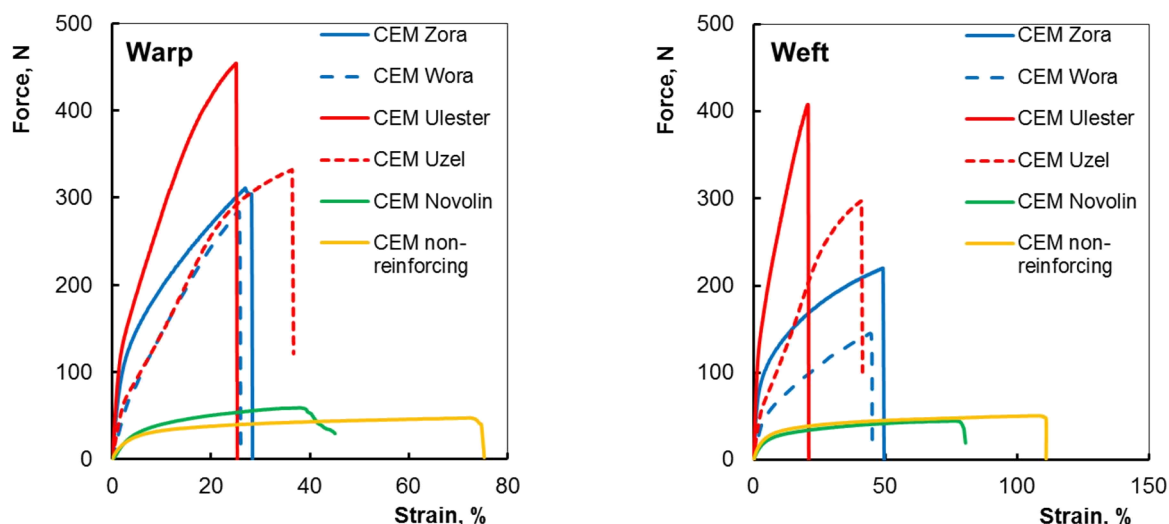 Warp
Force, N
500
400
300
200
100
0
0
20
40
60
80
Strain, %
CEM Zora
CEM Wora
CEM Ulester
CEM Uzel
CEM Novolin
CEM non-
reinforcing
Weft
Force, N
500
400
300
200
100
0
0
50
100
150
Strain, %
CEM Zora
CEM Wora
CEM Ulester
CEM Uzel
CEM Novolin
CEM non-
reinforcing